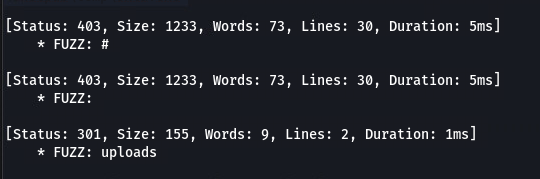 [Status: 403, Size: 1233, Words: 73, Lines: 30, Duration: 5ms]
* FUZZ: #
[Status: 403, Size: 1233, Words: 73, Lines: 30, Duration: 5ms]
* FUZZ:
[Status: 301, Size: 155, Words: 9, Lines: 2, Duration: 1ms]
* FUZZ: uploads